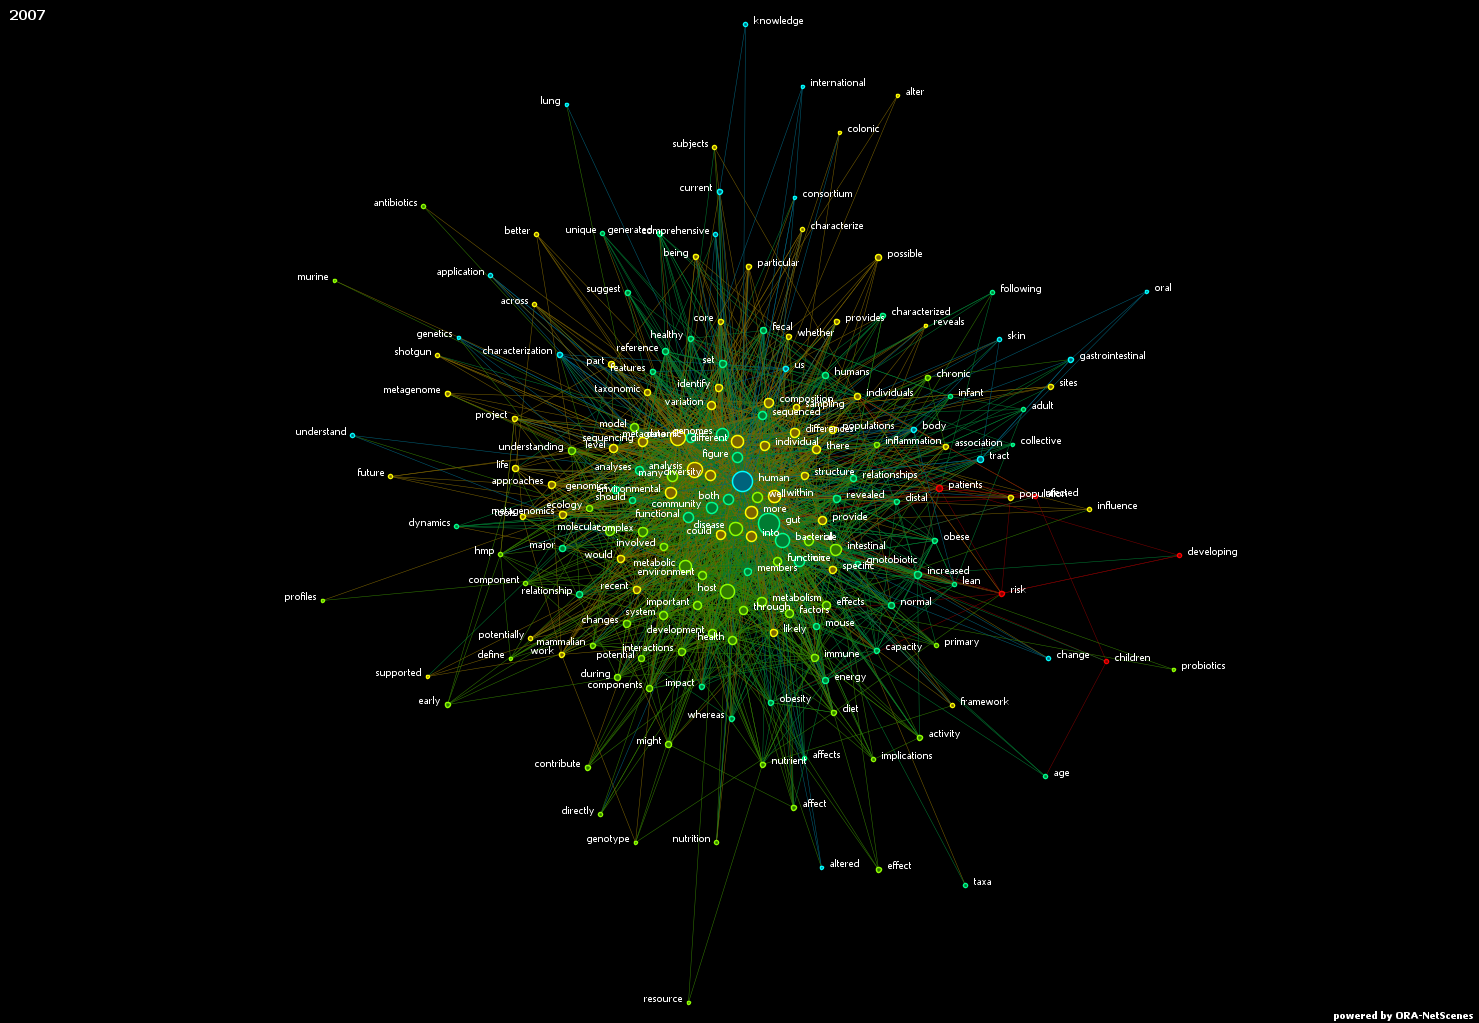 2007
knowledge
international
alter
lung
colonic
subjects
current
consortium
antibiotics
better
unique
generated
comprehensive
characterize
being
particular
possible
murine
application
suggest
following
oral
across
core
provides
characterized
reveals
genetics
healthy
fecal
whether
skin
shotgun
characterization
reference
part
features
set
us
humans
chronic
gastrointestinal
metagenome
taxonomic
identify
individuals
infant
sites
project
variation
composition
sampling
adult
model
sequenced
understand
understanding
sequencing
level
genomes
different
differences
populations
body
individual
there
inflammation
association
collective
figure
tract
future
life
analyses
analysis
many
diversity
human
structure
relationships
approaches
genomics
environmental
should
both
well
within
revealed
distal
patients
population
influence
ecology
community
more
metagenomics
functional
gut
provide
dynamics
molecular
complex
disease
could
into
bacterial
obese
major
involved
intestinal
hmp
would
metabolic
environment
function
specific
gnotobiotic
developing
members
increased
lean
component
relationship
recent
host
risk
profiles
important
metabolism
effects
normal
system
through
factors
changes
development
likely
mouse
potentially
mammalian
health
define
work
potential
interactions
immune
capacity
primary
change
children
probiotics
supported
during
components
impact
energy
early
obesity
diet
framework
whereas
might
activity
contribute
nutrient
affects
implications
age
directly
affect
genotype
nutrition
altered
effect
taxa
resource
powered by ORA-NetScenes